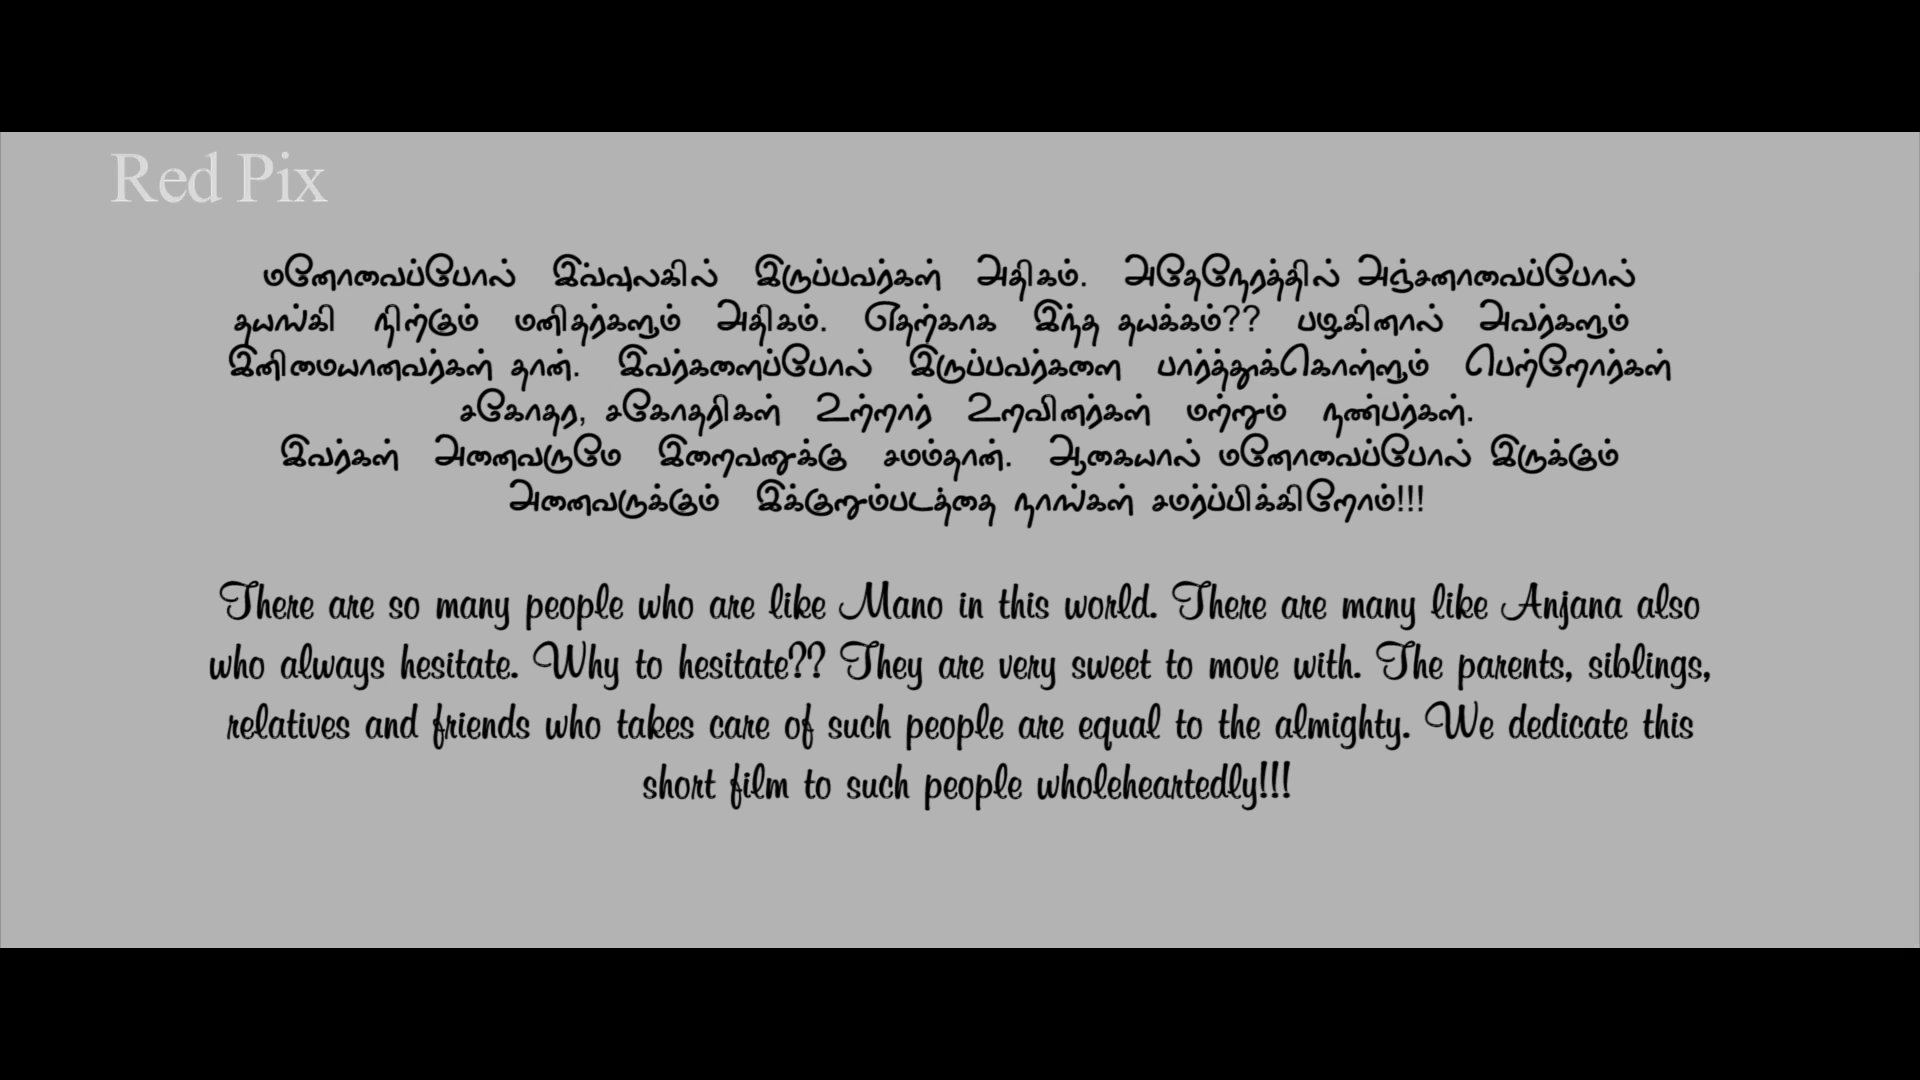 Red Pix
மனோவைப்போல் இவ்வுலகில் இருப்பவர்கள் அதிகம். அதேநேரத்தில் அஞ்சனாவைப்போல்
தயங்கி நிற்கும் மனிதர்களும் அதிகம். எதற்காக இந்த தயக்கம்?? பழகினால் அவர்களும்
இனிமையானவர்கள் தான். இவர்களைப்போல் இருப்பவர்களை பார்த்துக்கொள்ளும் பெற்றோர்கள்
சகோதர, சகோதரிகள் உற்றார் உறவினர்கள் மற்றும் நண்பர்கள்.
இவர்கள் அனைவருமே இறைவனுக்கு சமம்தான். ஆகையால் மனோவைப்போல் இருக்கும்
அனைவருக்கும் இக்குறும்படத்தை நாங்கள் சமர்ப்பிக்கிறோம்!!!
There are so many people who are like Mano in this world. There are many like Anjana also
who always hesitate. Why to hesitate?? They are very sweet to move with. The parents, siblings,
relatives and friends who takes care of such people are equal to the almighty. We dedicate this
short film to such people wholeheartedly!!!